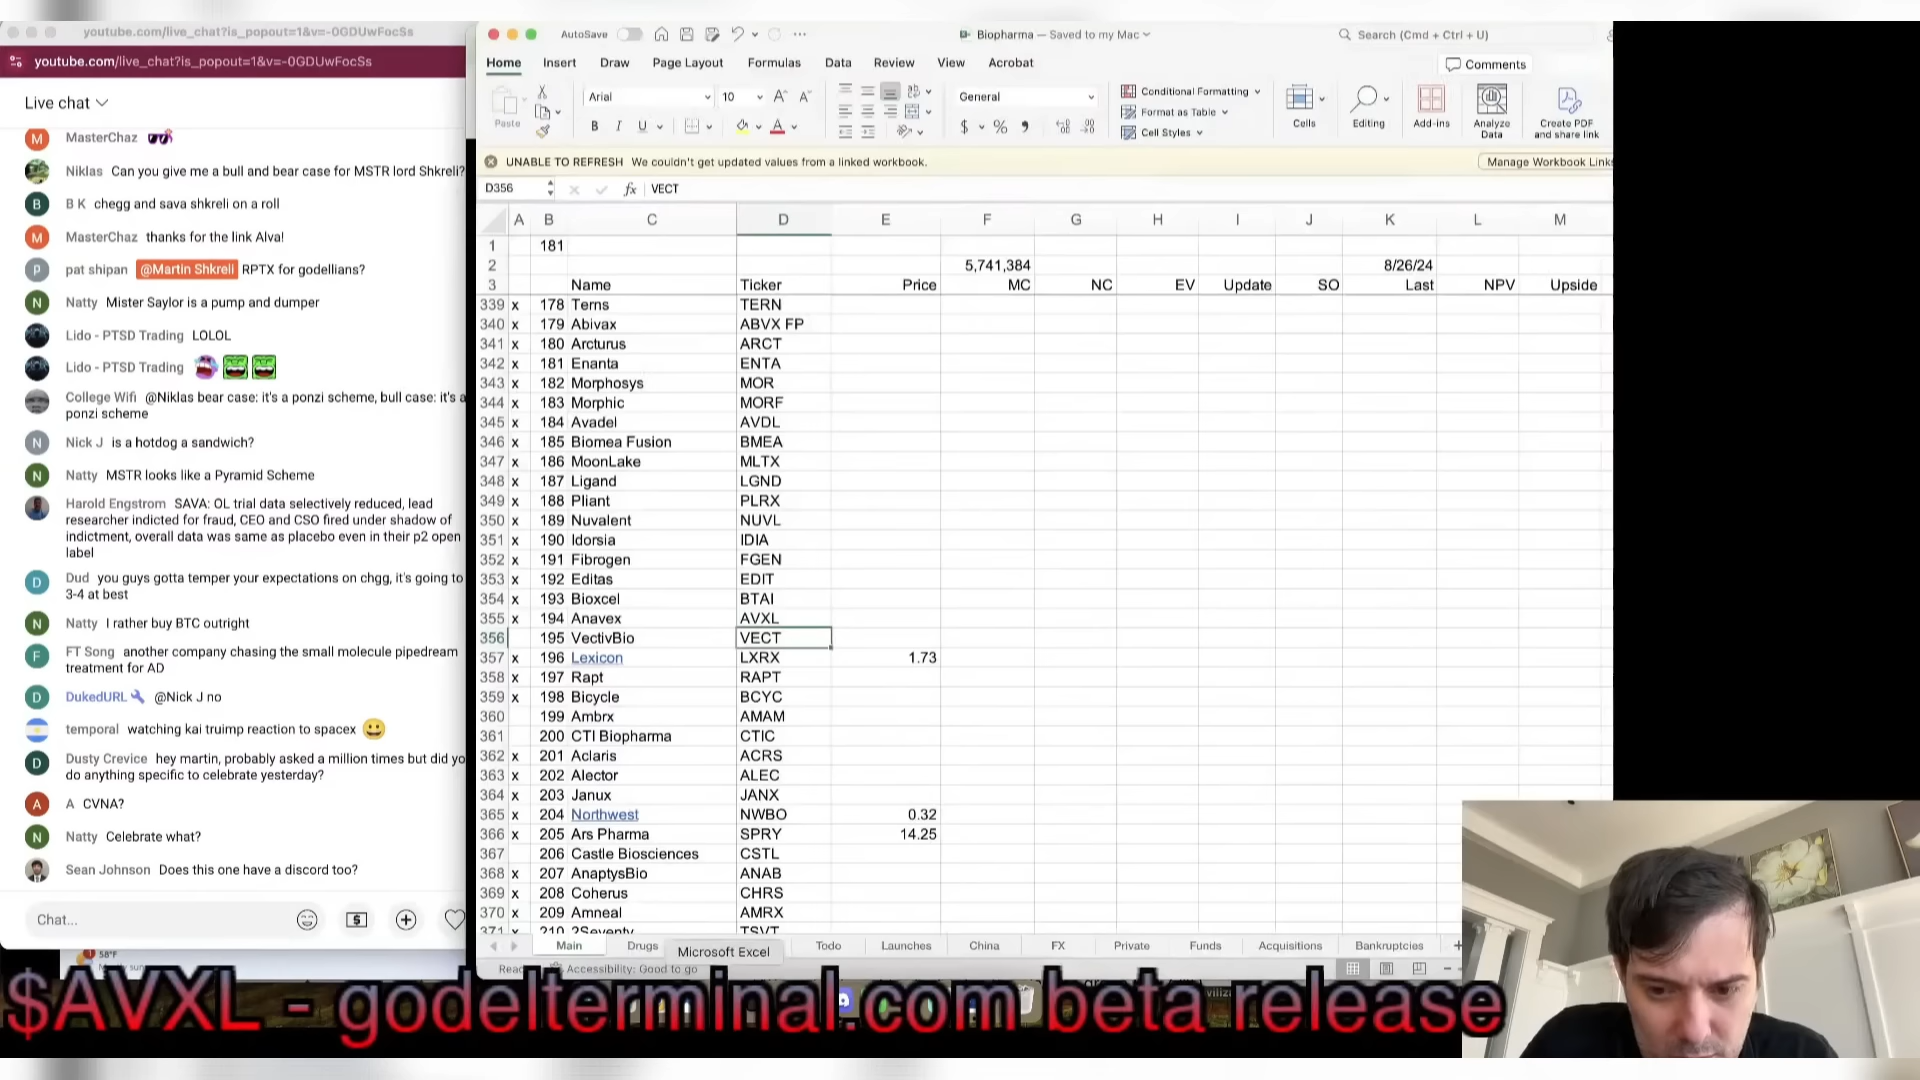 youtube.com/live_chat?is_popout=1&v=-0GDUwFocSs
youtube.com/live_chat?is_popout=1&v=-0GDUwFocSs
Live chat
M MasterChaz
Niklas Can you give me a bull and bear case for MSTR lord Shkreli?
B B K chegg and sava shkreli on a roll
M MasterChaz thanks for the link Alva!
P pat shipan @Martin Shkreli RPTX for godellians?
N Natty Mister Saylor is a pump and dumper
Lido - PTSD Trading LOLOL
Lido - PTSD Trading
College Wifi @Niklas bear case: it's a ponzi scheme, bull case: it's a
ponzi scheme
N Nick J is a hotdog a sandwich?
N Natty MSTR looks like a Pyramid Scheme
Harold Engstrom SAVA: OL trial data selectively reduced, lead
researcher indicted for fraud, CEO and CSO fired under shadow of
indictment, overall data was same as placebo even in their p2 open
label
D Dud you guys gotta temper your expectations on chgg, it's going to
3-4 at best
N Natty I rather buy BTC outright
F FT Song another company chasing the small molecule pipedream
treatment for AD
D DukedURL @Nick J no
temporal watching kai truimp reaction to spacex
D Dusty Crevice hey martin, probably asked a million times but did yo
do anything specific to celebrate yesterday?
A A CVNA?
N Natty Celebrate what?
Sean Johnson Does this one have a discord too?
Chat...
58°F
AutoSave
Biopharma — Saved to my Mac
Search (Cmd + Ctrl + U)
Home Insert Draw Page Layout Formulas Data Review View Acrobat
Comments
Paste
Arial 10
B I U
General
$ %
Conditional Formatting
Format as Table
Cell Styles
Cells
Editing
Add-ins
Analyze
Data
Create PDF
and share link
UNABLE TO REFRESH We couldn't get updated values from a linked workbook.
Manage Workbook Link
D356 fx VECT
A B C D E F G H I J K L M
1 181
2 5,741,384 8/26/24
3 Name Ticker Price MC NC EV Update SO Last NPV Upside
339 x 178 Terns TERN
340 x 179 Abivax ABVX FP
341 x 180 Arcturus ARCT
342 x 181 Enanta ENTA
343 x 182 Morphosys MOR
344 x 183 Morphic MORF
345 x 184 Avadel AVDL
346 x 185 Biomea Fusion BMEA
347 x 186 MoonLake MLTX
348 x 187 Ligand LGND
349 x 188 Pliant PLRX
350 x 189 Nuvalent NUVL
351 x 190 Idorsia IDIA
352 x 191 Fibrogen FGEN
353 x 192 Editas EDIT
354 x 193 Bioxcel BTAI
355 x 194 Anavex AVXL
356 195 VectivBio VECT
357 x 196 Lexicon LXRX 1.73
358 x 197 Rapt RAPT
359 x 198 Bicycle BCYC
360 199 Ambrx AMAM
361 200 CTI Biopharma CTIC
362 x 201 Aclaris ACRS
363 x 202 Alector ALEC
364 x 203 Janux JANX
365 x 204 Northwest NWBO 0.32
366 x 205 Ars Pharma SPRY 14.25
367 206 Castle Biosciences CSTL
368 x 207 AnaptysBio ANAB
369 x 208 Coherus CHRS
370 x 209 Amneal AMRX
371 x 210 2Seventy TSVT
Main Drugs Todo Launches China FX Private Funds Acquisitions Bankruptcies +
Microsoft Excel
Accessibility: Good to go
$AVXL - godelterminal.com beta release